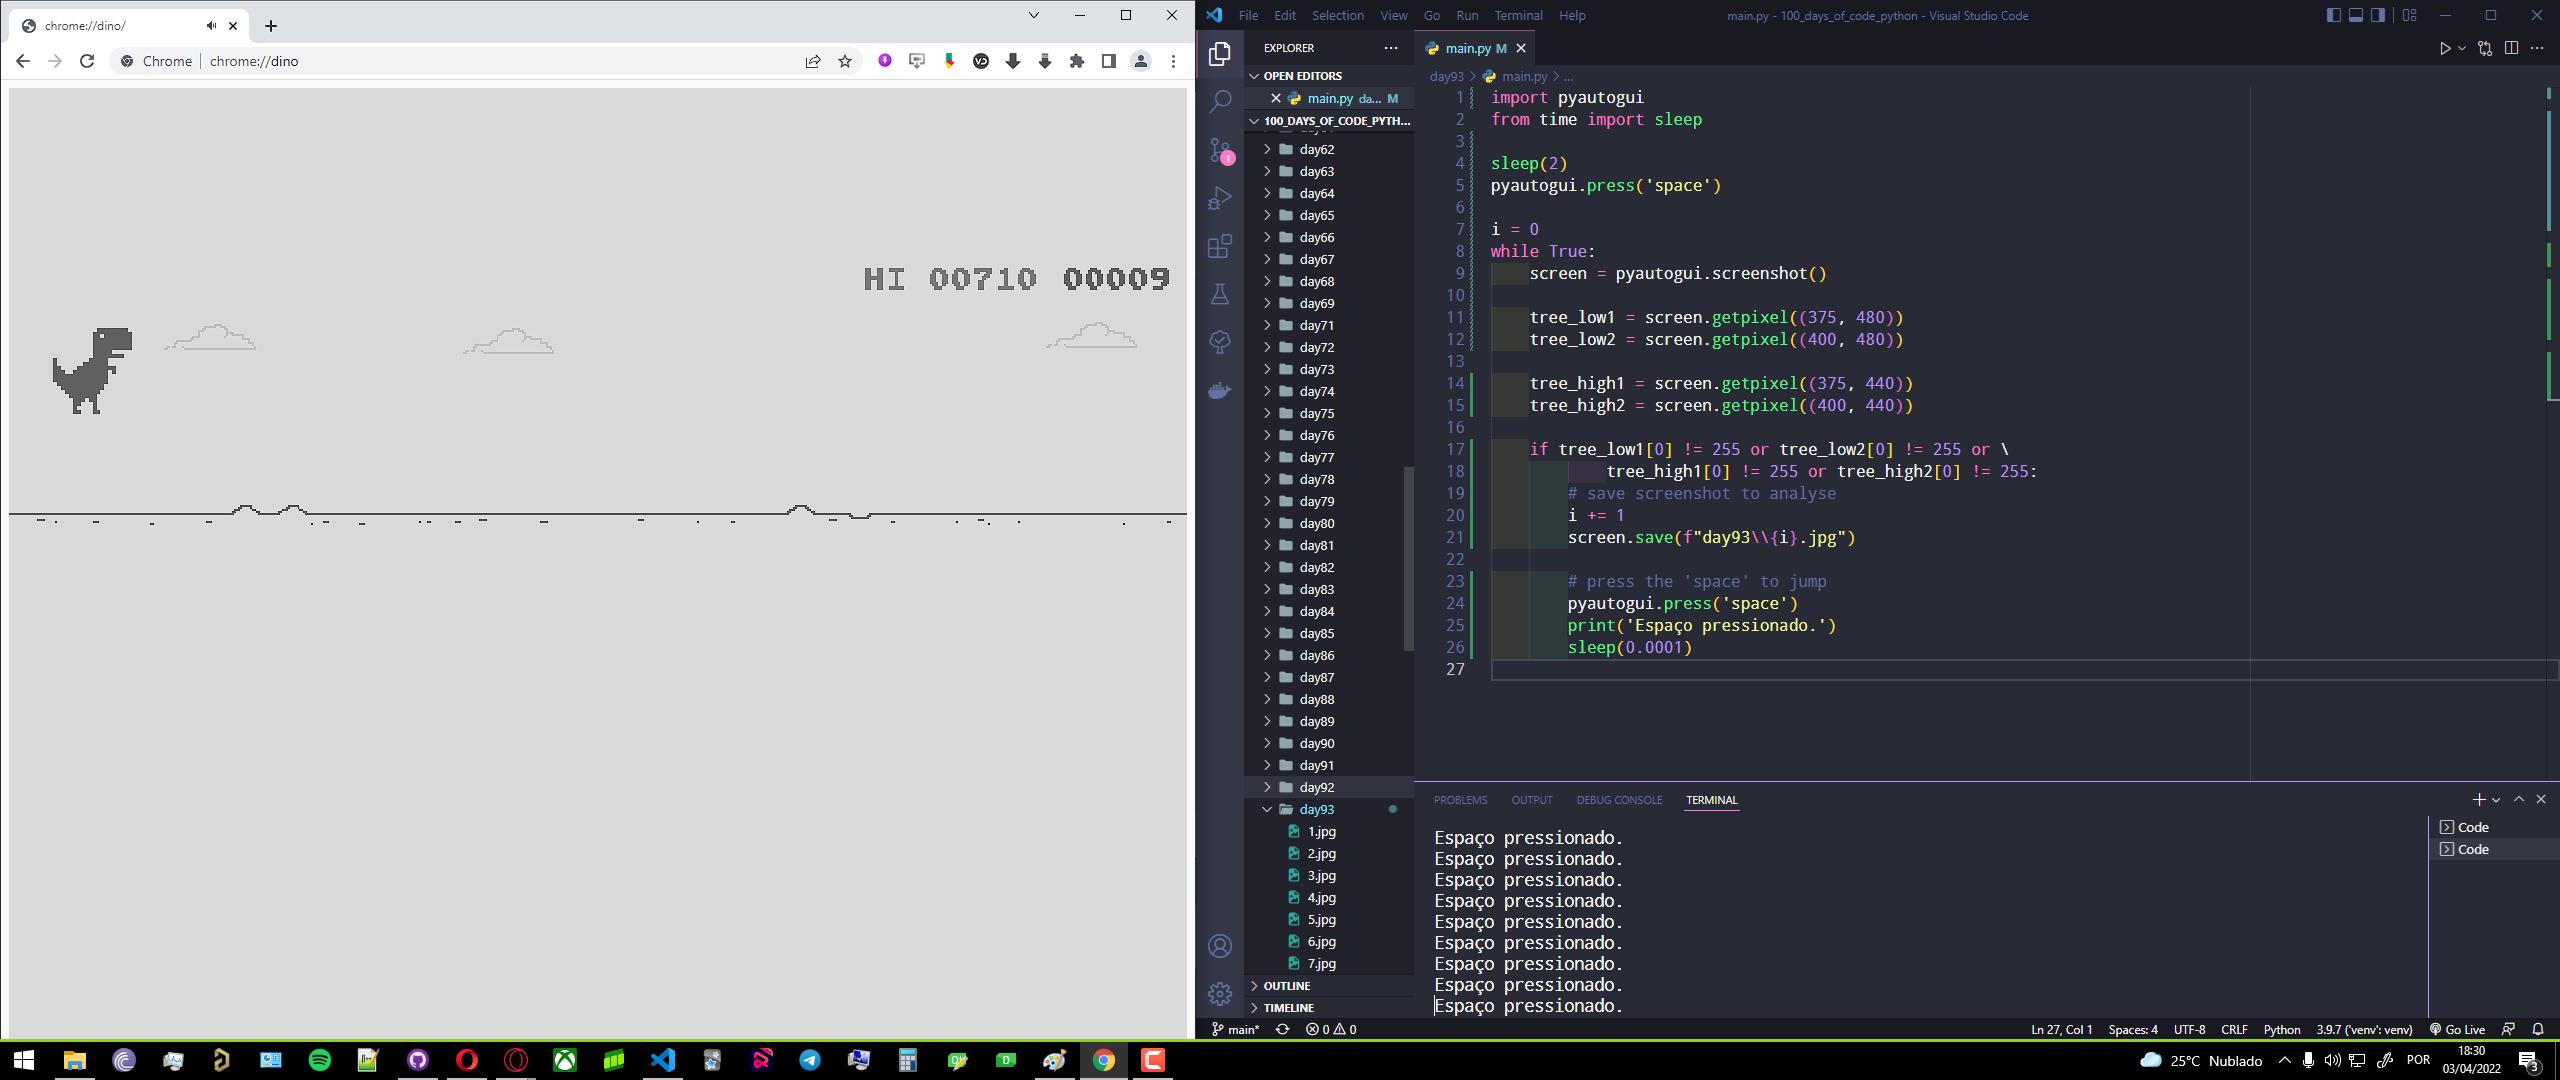 chrome://dino/
Chrome | chrome://dino
HI 00710 00009
File Edit Selection View Go Run Terminal Help
main.py - 100_days_of_code_python - Visual Studio Code
EXPLORER
OPEN EDITORS
main.py da... M
100_DAYS_OF_CODE_PYTH...
day62
day63
day64
day65
day66
day67
day68
day69
day71
day72
day73
day74
day75
day76
day77
day78
day79
day80
day81
day82
day83
day84
day85
day86
day87
day88
day89
day90
day91
day92
day93
1.jpg
2.jpg
3.jpg
4.jpg
5.jpg
6.jpg
7.jpg
OUTLINE
TIMELINE
main.py M
day93 > main.py > ...
1 import pyautogui
2 from time import sleep
3
4 sleep(2)
5 pyautogui.press('space')
6
7 i = 0
8 while True:
9 screen = pyautogui.screenshot()
10
11 tree_low1 = screen.getpixel((375, 480))
12 tree_low2 = screen.getpixel((400, 480))
13
14 tree_high1 = screen.getpixel((375, 440))
15 tree_high2 = screen.getpixel((400, 440))
16
17 if tree_low1[0] != 255 or tree_low2[0] != 255 or \
18 tree_high1[0] != 255 or tree_high2[0] != 255:
19 # save screenshot to analyse
20 i += 1
21 screen.save(f"day93\\{i}.jpg")
22
23 # press the 'space' to jump
24 pyautogui.press('space')
25 print('Espaço pressionado.')
26 sleep(0.0001)
27
PROBLEMS OUTPUT DEBUG CONSOLE TERMINAL
Espaço pressionado.
Espaço pressionado.
Espaço pressionado.
Espaço pressionado.
Espaço pressionado.
Espaço pressionado.
Espaço pressionado.
Espaço pressionado.
Espaço pressionado.
Code
Code
1
main* 0 0
Ln 27, Col 1 Spaces: 4 UTF-8 CRLF Python 3.9.7 ('venv': venv) Go Live
25°C Nublado
POR
18:30
03/04/2022
3